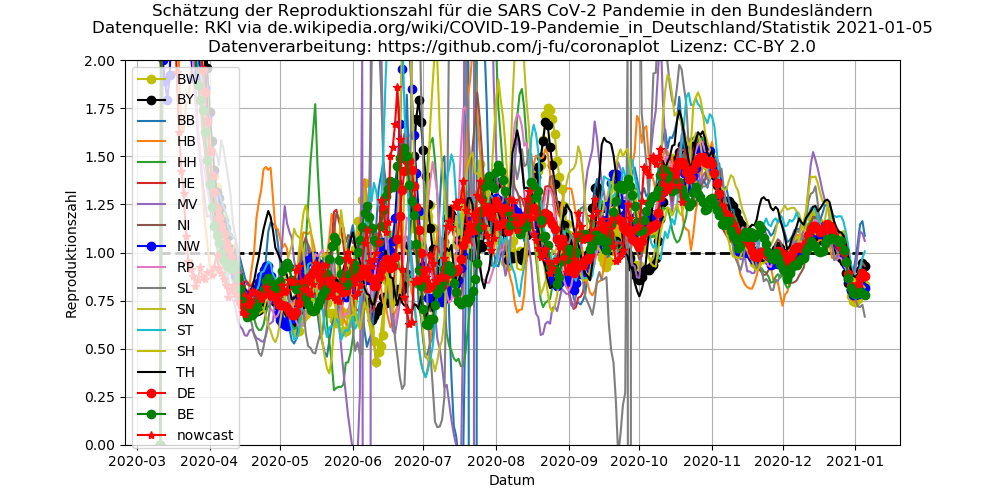 Schätzung der Reproduktionszahl für die SARS CoV-2 Pandemie in den Bundesländern
Datenquelle: RKI via de.wikipedia.org/wiki/COVID-19-Pandemie_in_Deutschland/Statistik 2021-01-05
Datenverarbeitung: https://github.com/j-fu/coronaplot  Lizenz: CC-BY 2.0
Reproduktionszahl
2.00
1.75
1.50
1.25
1.00
0.75
0.50
0.25
0.00
BW
BY
BB
HB
HH
HE
MV
NI
NW
RP
SL
SN
ST
SH
TH
DE
BE
nowcast
2020-03 2020-04 2020-05 2020-06 2020-07 2020-08 2020-09 2020-10 2020-11 2020-12 2021-01
Datum